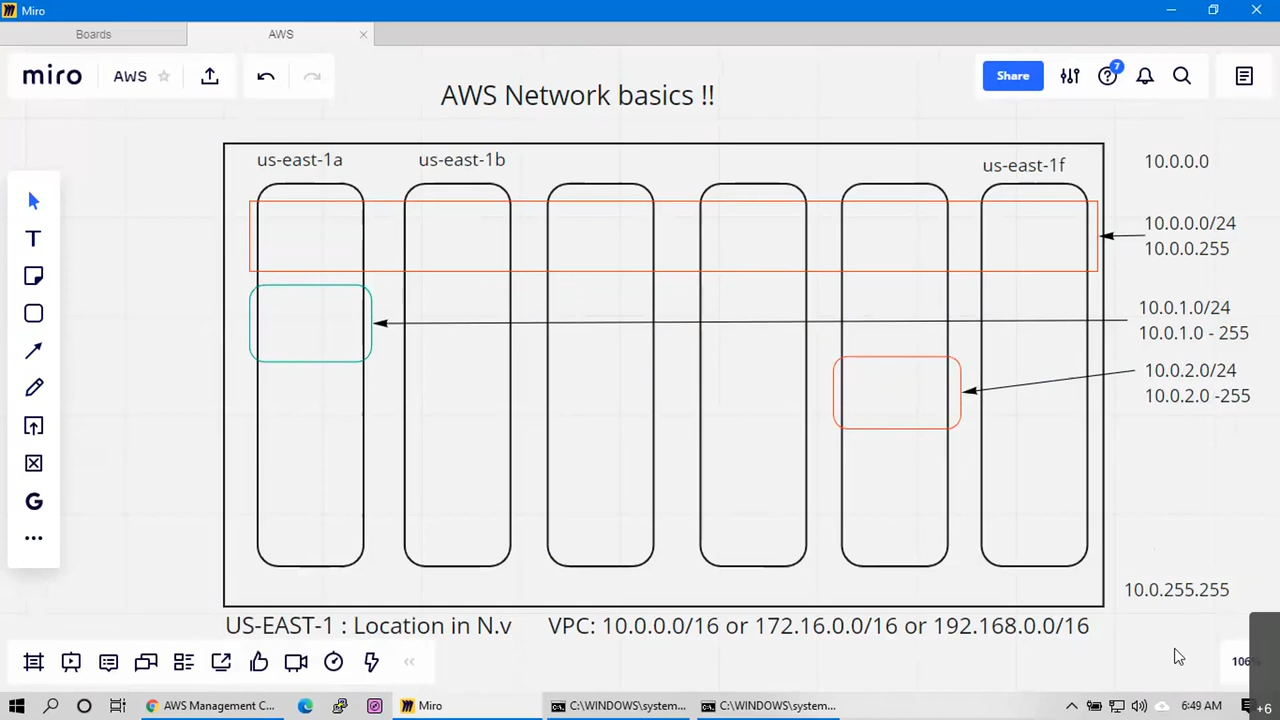 Miro
Boards
AWS
miro
AWS
Share
7
AWS Network basics !!
us-east-1a
us-east-1b
us-east-1f
10.0.0.0
10.0.0.0/24
10.0.0.255
10.0.1.0/24
10.0.1.0 - 255
10.0.2.0/24
10.0.2.0 -255
10.0.255.255
US-EAST-1 : Location in N.v
VPC: 10.0.0.0/16 or 172.16.0.0/16 or 192.168.0.0/16
T
G
AWS Management C...
Miro
C:\WINDOWS\system...
C:\WINDOWS\system...
6:49 AM
+6